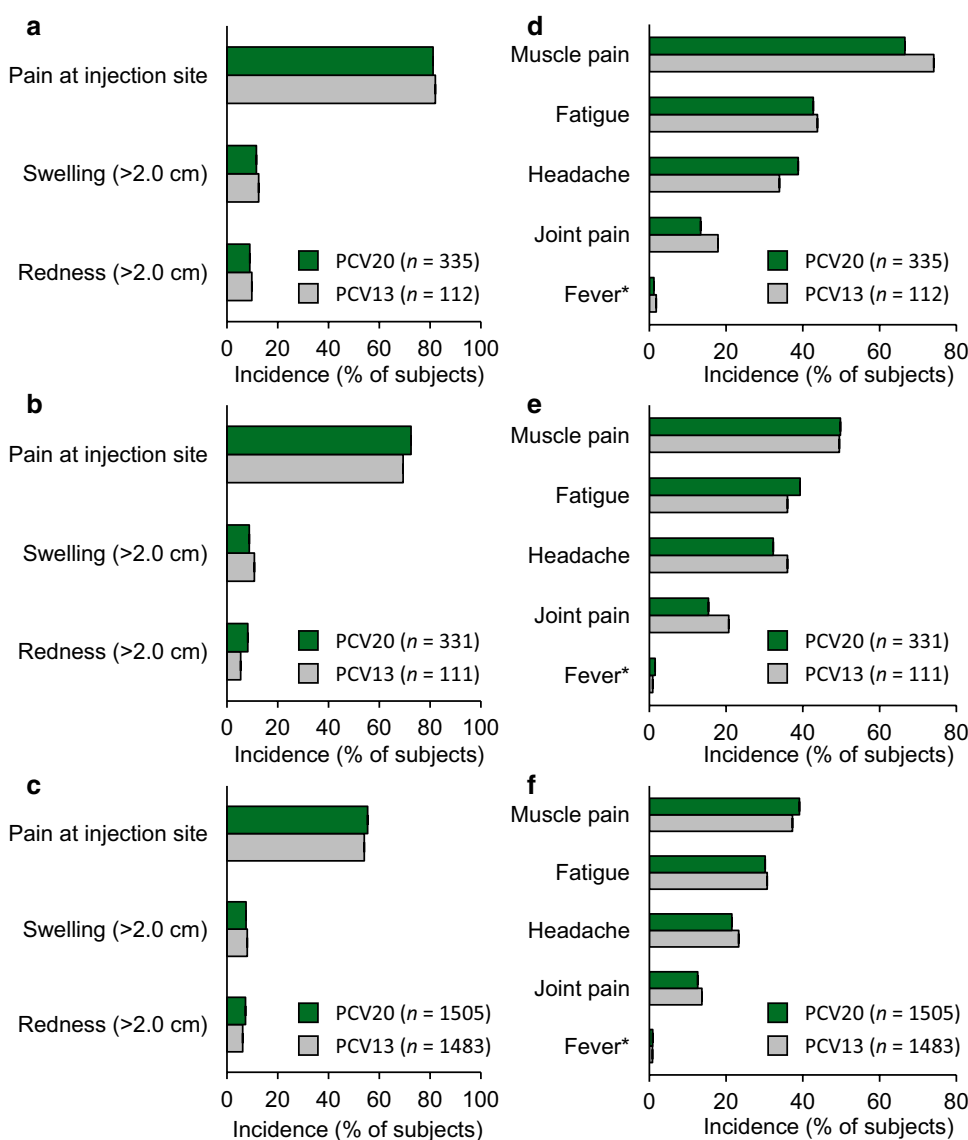 a
Pain at injection site
Swelling (>2.0 cm)
Redness (>2.0 cm)
PCV20 (n = 335)
PCV13 (n = 112)
0 20 40 60 80 100
Incidence (% of subjects)
b
Pain at injection site
Swelling (>2.0 cm)
Redness (>2.0 cm)
PCV20 (n = 331)
PCV13 (n = 111)
0 20 40 60 80 100
Incidence (% of subjects)
c
Pain at injection site
Swelling (>2.0 cm)
Redness (>2.0 cm)
PCV20 (n = 1505)
PCV13 (n = 1483)
0 20 40 60 80 100
Incidence (% of subjects)
d
Muscle pain
Fatigue
Headache
Joint pain
Fever*
PCV20 (n = 335)
PCV13 (n = 112)
0 20 40 60 80
Incidence (% of subjects)
e
Muscle pain
Fatigue
Headache
Joint pain
Fever*
PCV20 (n = 331)
PCV13 (n = 111)
0 20 40 60 80
Incidence (% of subjects)
f
Muscle pain
Fatigue
Headache
Joint pain
Fever*
PCV20 (n = 1505)
PCV13 (n = 1483)
0 20 40 60 80
Incidence (% of subjects)